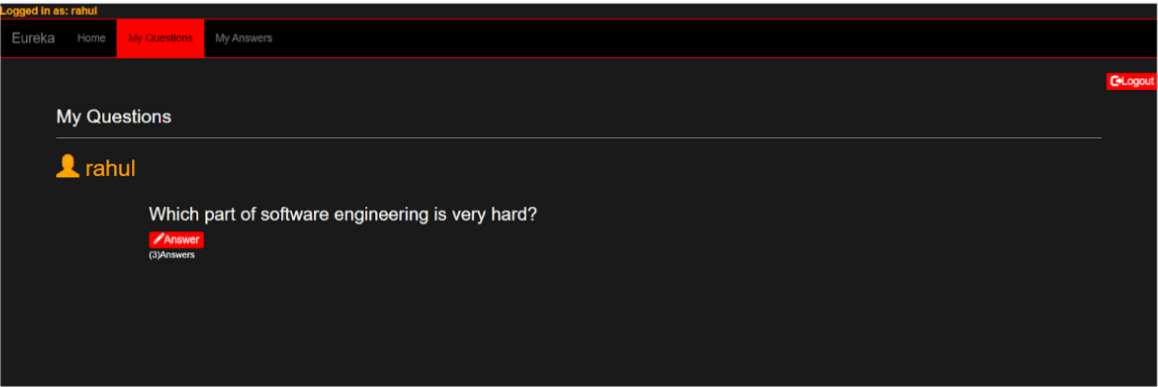 Logged in as: rahul
Eureka Home My Questions My Answers
Logout
My Questions
rahul
Which part of software engineering is very hard?
Answer
(3)Answers